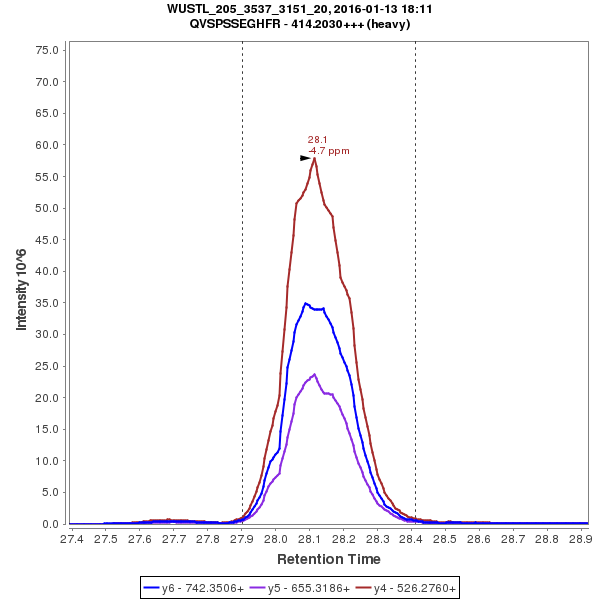 WUSTL_205_3537_3151_20, 2016-01-13 18:11
QVSPSSEGHFR - 414.2030+++ (heavy)
75.0
70.0
65.0
60.0
55.0
50.0
45.0
40.0
35.0
30.0
25.0
20.0
15.0
10.0
5.0
0.0
Intensity 10^6
28.1
-4.7 ppm
27.4 27.5 27.6 27.7 27.8 27.9 28.0 28.1 28.2 28.3 28.4 28.5 28.6 28.7 28.8 28.9
Retention Time
y6 - 742.3506+ y5 - 655.3186+ y4 - 526.2760+